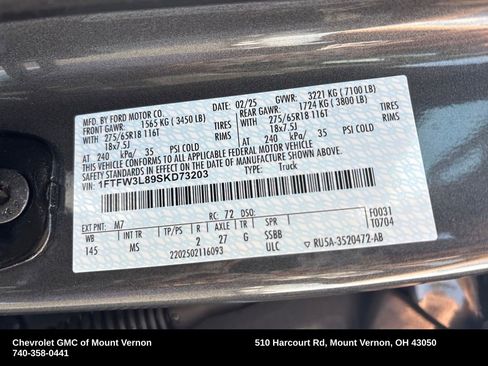 MFD. BY FORD MOTOR CO. 02/25 GVWR: 3221 KG ( 7100 LB)
FRONT GAWR: 1565 KG ( 3450 LB) REAR GAWR: 1724 KG ( 3800 LB)
WITH 275/65R18 116T TIRES WITH 275/65R18 116T TIRES
18x7.5J RIMS 18x7.5J RIMS
AT 240 kPa/ 35 PSI COLD AT 240 kPa/ 35 PSI COLD
THIS VEHICLE CONFORMS TO ALL APPLICABLE FEDERAL MOTOR VEHICLE
SAFETY STANDARDS IN EFFECT ON THE DATE OF MANUFACTURE SHOWN ABOVE.
VIN: 1FTFW3L89SKD73203 TYPE: Truck
EXT PNT: M7 RC: 72 DSO: F0031
WB INT TR TP R AXLE TR SPR T0704
145 MS 2 27 G SSBB
2202502116093 ULC ▽ RU5A-3520472-AB
Chevrolet GMC of Mount Vernon 510 Harcourt Rd, Mount Vernon, OH 43050
740-358-0441